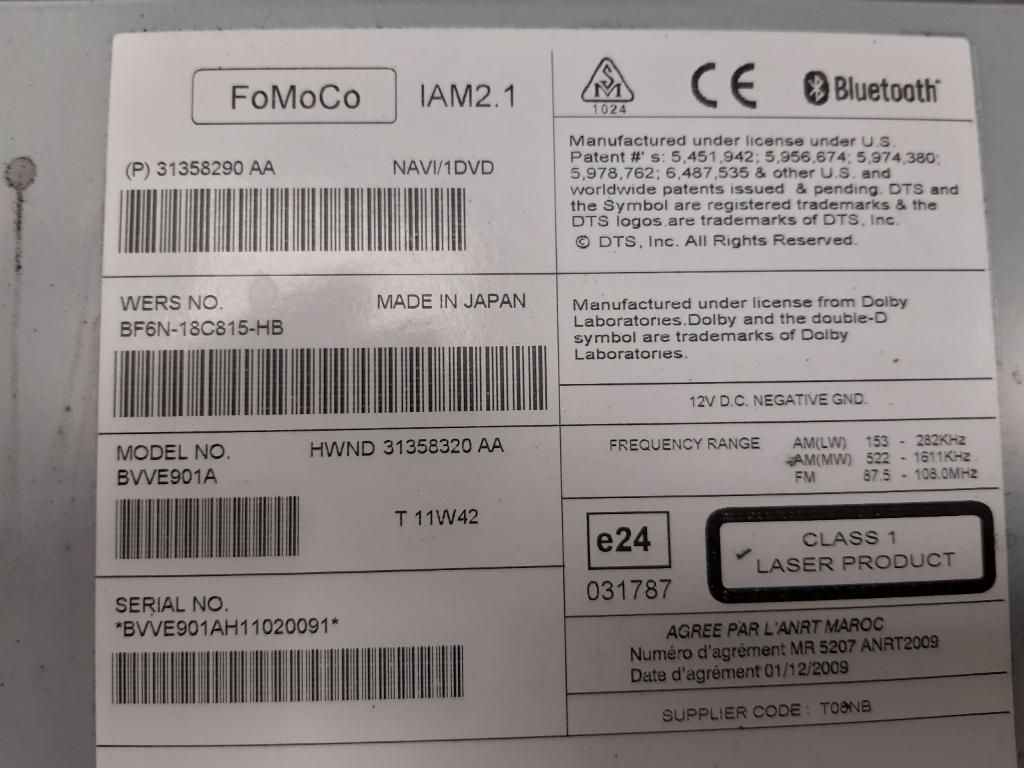 FoMoCo IAM2.1
(P) 31358290 AA NAVI/1DVD
WERS NO. MADE IN JAPAN
BF6N-18C815-HB
MODEL NO. HWND 31358320 AA
BVVE901A
T 11W42
SERIAL NO.
*BVVE901AH11020091*
S
M
1024
CE
Bluetooth
Manufactured under license under U.S.
Patent #' s: 5,451,942; 5,956,674; 5,974,380;
5,978,762; 6,487,535 & other U.S. and
worldwide patents issued & pending. DTS and
the Symbol are registered trademarks & the
DTS logos.are trademarks of DTS, Inc.
© DTS, Inc. All Rights Reserved.
Manufactured under license from Dolby
Laboratories.Dolby and the double-D
symbol are trademarks of Dolby
Laboratories.
12V D.C. NEGATIVE GND.
FREQUENCY RANGE AM(LW) 153 - 282KHz
AM(MW) 522 - 1611KHz
FM 87.5 - 108.0MHz
e24
031787
CLASS 1
LASER PRODUCT
AGREE PAR L'ANRT MAROC
Numéro d'agrément MR 5207 ANRT2009
Date d'agrément 01/12/2009
SUPPLIER CODE : T08NB